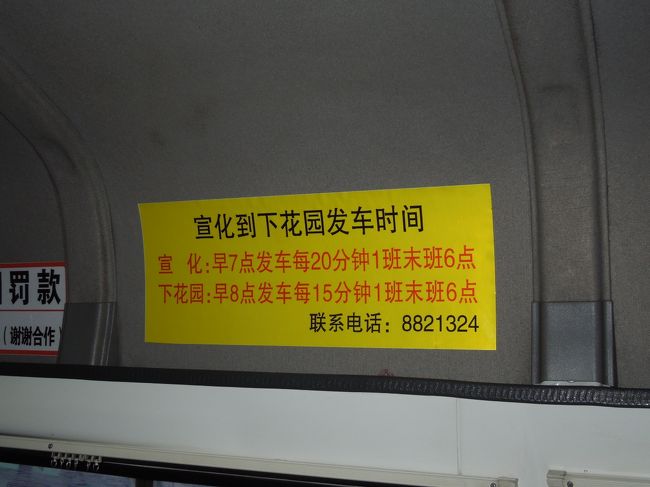 宣化到下花园发车时间
宣 化:早7点发车每20分钟1班末班6点
下花园:早8点发车每15分钟1班末班6点
联系电话:8821324
罚款
(谢谢合作)